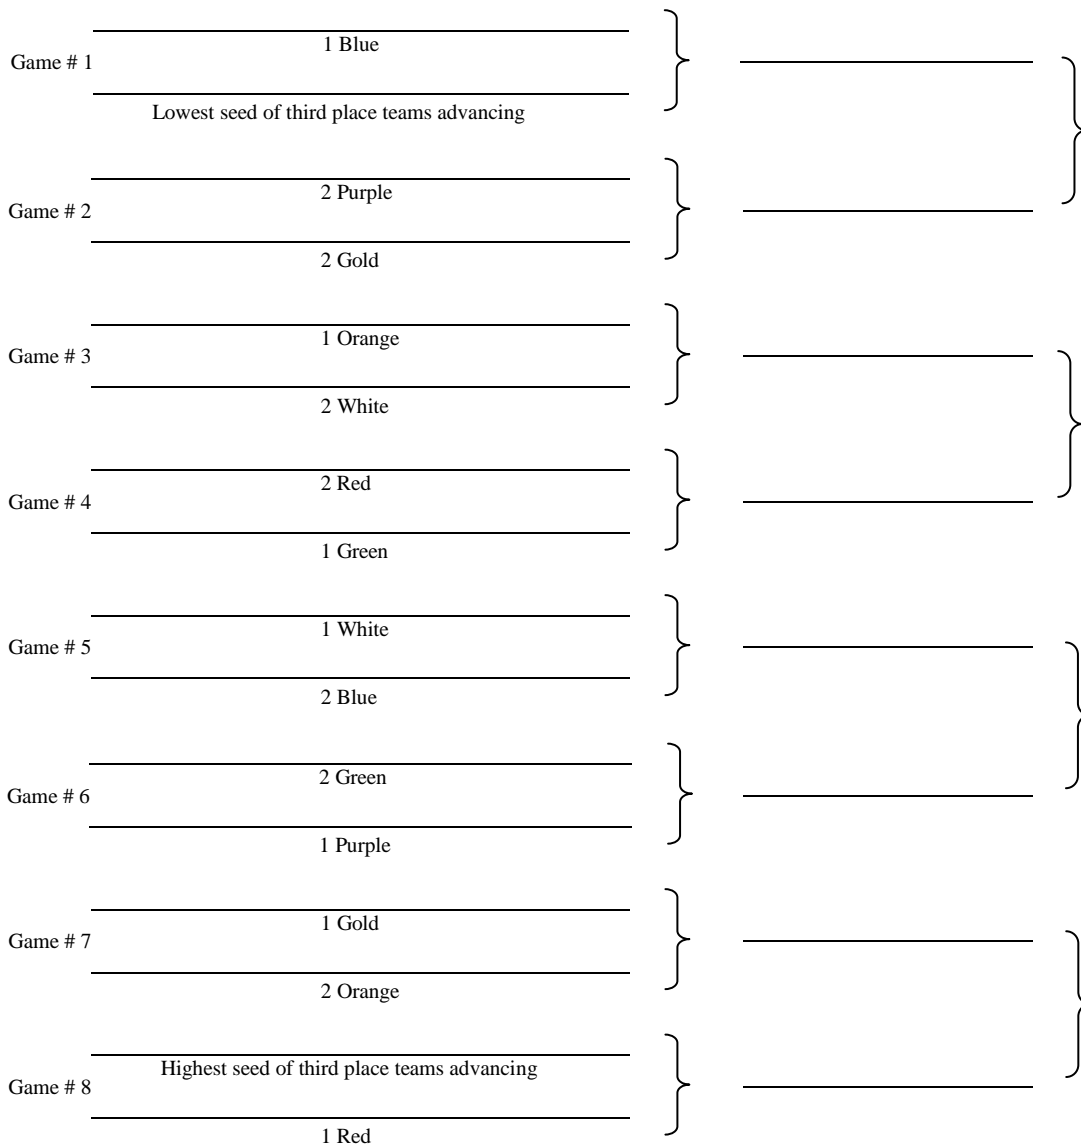 1 Blue
Game # 1
Lowest seed of third place teams advancing
2 Purple
Game # 2
2 Gold
1 Orange
Game # 3
2 White
2 Red
Game # 4
1 Green
1 White
Game # 5
2 Blue
2 Green
Game # 6
1 Purple
1 Gold
Game # 7
2 Orange
Highest seed of third place teams advancing
Game # 8
1 Red